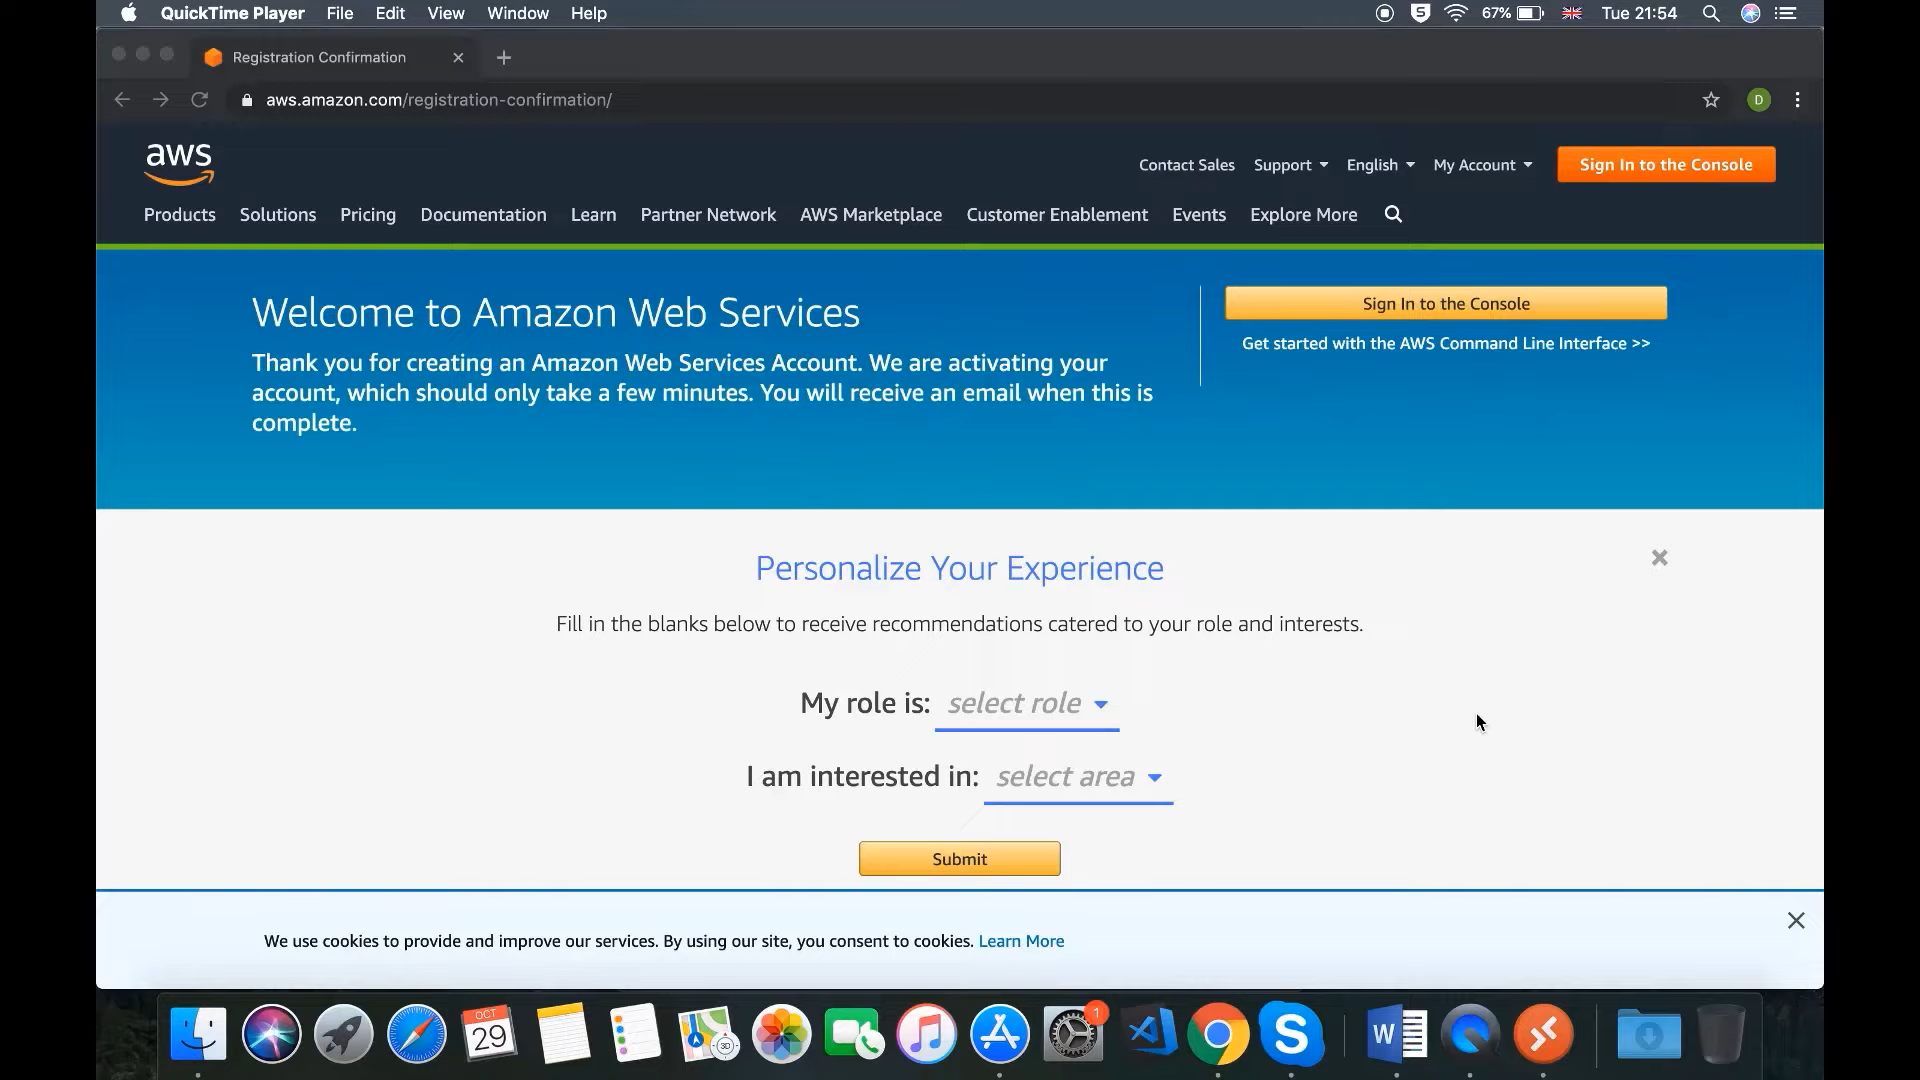 QuickTime Player File Edit View Window Help 67% Tue 21:54
Registration Confirmation
aws.amazon.com/registration-confirmation/ D
aws
Contact Sales Support English My Account Sign In to the Console
Products Solutions Pricing Documentation Learn Partner Network AWS Marketplace Customer Enablement Events Explore More
Welcome to Amazon Web Services
Thank you for creating an Amazon Web Services Account. We are activating your
account, which should only take a few minutes. You will receive an email when this is
complete.
Sign In to the Console
Get started with the AWS Command Line Interface >>
Personalize Your Experience
Fill in the blanks below to receive recommendations catered to your role and interests.
My role is: select role
I am interested in: select area
Submit
We use cookies to provide and improve our services. By using our site, you consent to cookies. Learn More
OCT
29
3D
1
S
W